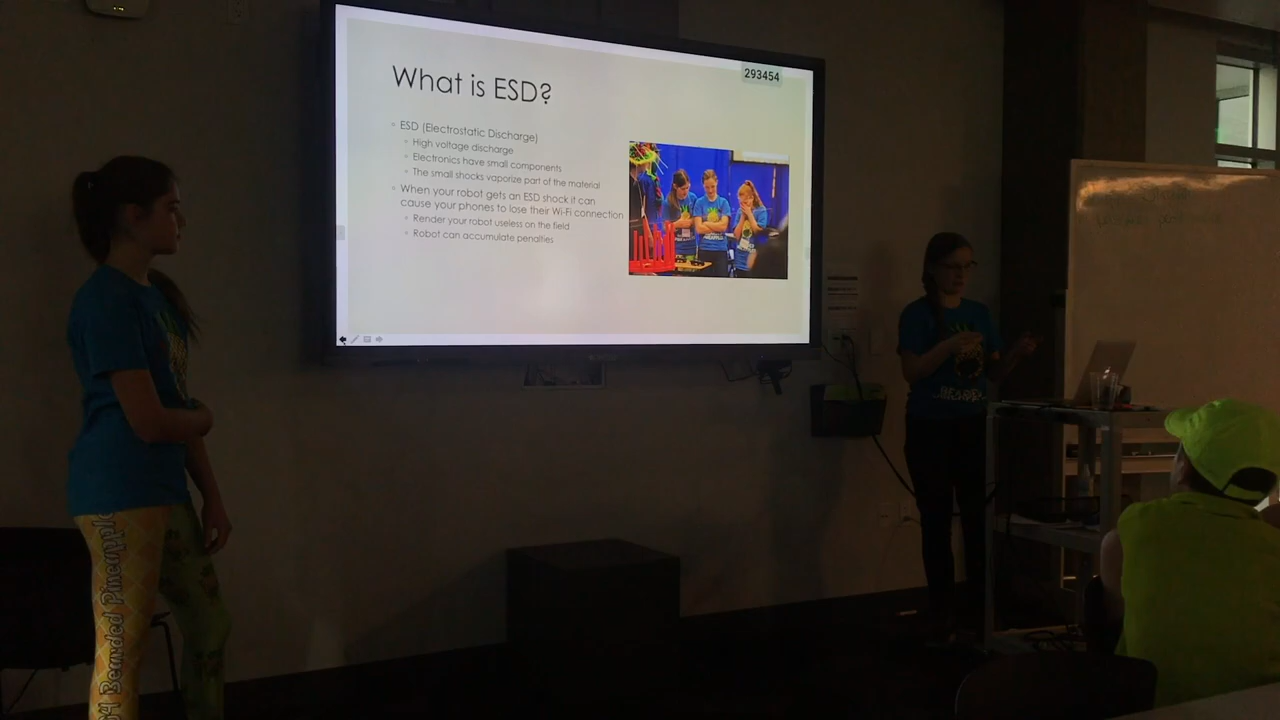 What is ESD?
293454
ESD (Electrostatic Discharge)
High voltage discharge
Electronics have small components
The small shocks vaporize part of the material
When your robot gets an ESD shock it can
cause your phones to lose their Wi-Fi connection
Render your robot useless on the field
Robot can accumulate penalties
Bearded Pineapple